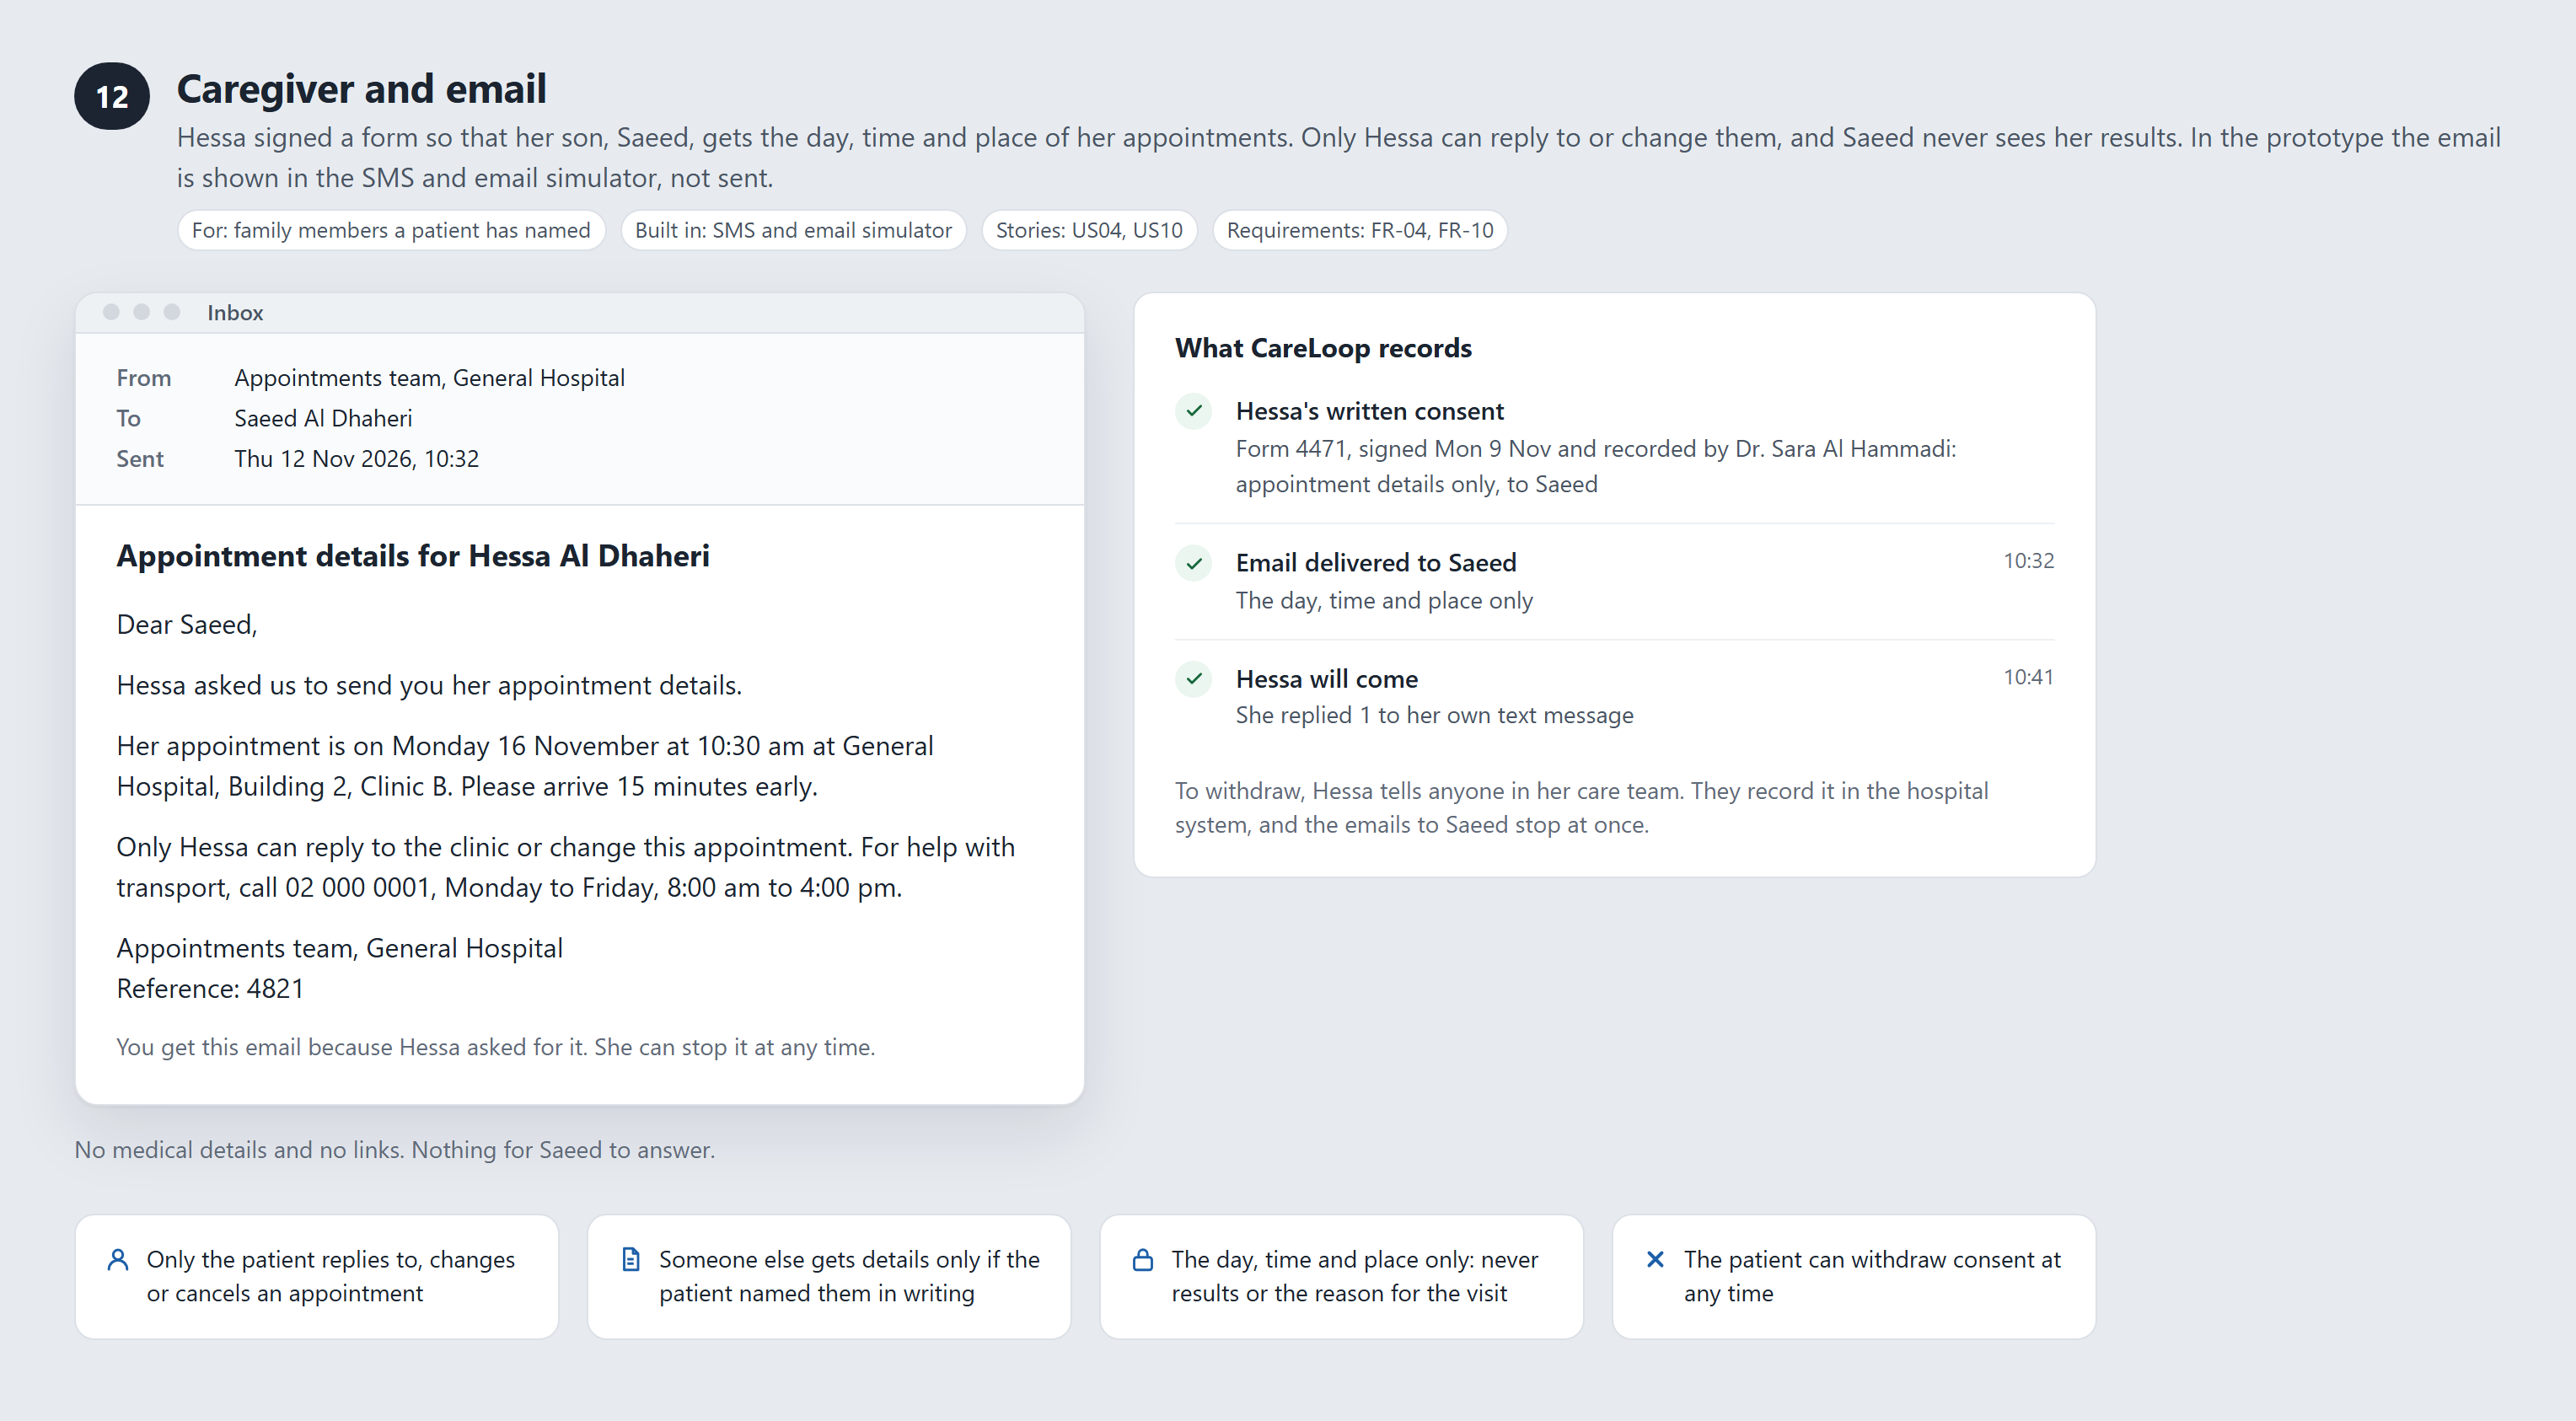 12
Caregiver and email
Hessa signed a form so that her son, Saeed, gets the day, time and place of her appointments. Only Hessa can reply to or change them, and Saeed never sees her results. In the prototype the email
is shown in the SMS and email simulator, not sent.
For: family members a patient has named
Built in: SMS and email simulator
Stories: US04, US10
Requirements: FR-04, FR-10
Inbox
From Appointments team, General Hospital
To Saeed Al Dhaheri
Sent Thu 12 Nov 2026, 10:32
Appointment details for Hessa Al Dhaheri
Dear Saeed,
Hessa asked us to send you her appointment details.
Her appointment is on Monday 16 November at 10:30 am at General
Hospital, Building 2, Clinic B. Please arrive 15 minutes early.
Only Hessa can reply to the clinic or change this appointment. For help with
transport, call 02 000 0001, Monday to Friday, 8:00 am to 4:00 pm.
Appointments team, General Hospital
Reference: 4821
You get this email because Hessa asked for it. She can stop it at any time.
No medical details and no links. Nothing for Saeed to answer.
What CareLoop records
Hessa's written consent
Form 4471, signed Mon 9 Nov and recorded by Dr. Sara Al Hammadi:
appointment details only, to Saeed
Email delivered to Saeed 10:32
The day, time and place only
Hessa will come 10:41
She replied 1 to her own text message
To withdraw, Hessa tells anyone in her care team. They record it in the hospital
system, and the emails to Saeed stop at once.
Only the patient replies to, changes
or cancels an appointment
Someone else gets details only if the
patient named them in writing
The day, time and place only: never
results or the reason for the visit
The patient can withdraw consent at
any time